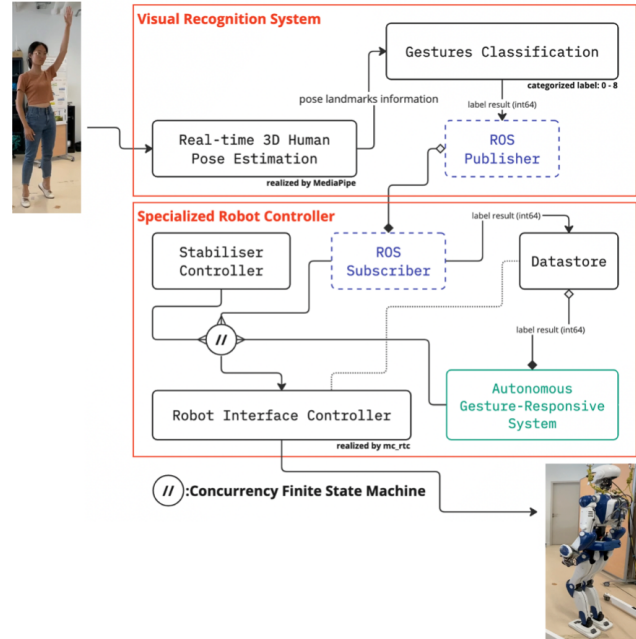 Visual Recognition System
Gestures Classification
categorized label: 0 - 8
pose landmarks information
label result (int64)
Real-time 3D Human
Pose Estimation
realized by MediaPipe
ROS
Publisher
Specialized Robot Controller
label result (int64)
Stabiliser
Controller
ROS
Subscriber
Datastore
//
label result (int64)
Robot Interface Controller
realized by mc_rtc
Autonomous
Gesture-Responsive
System
// :Concurrency Finite State Machine